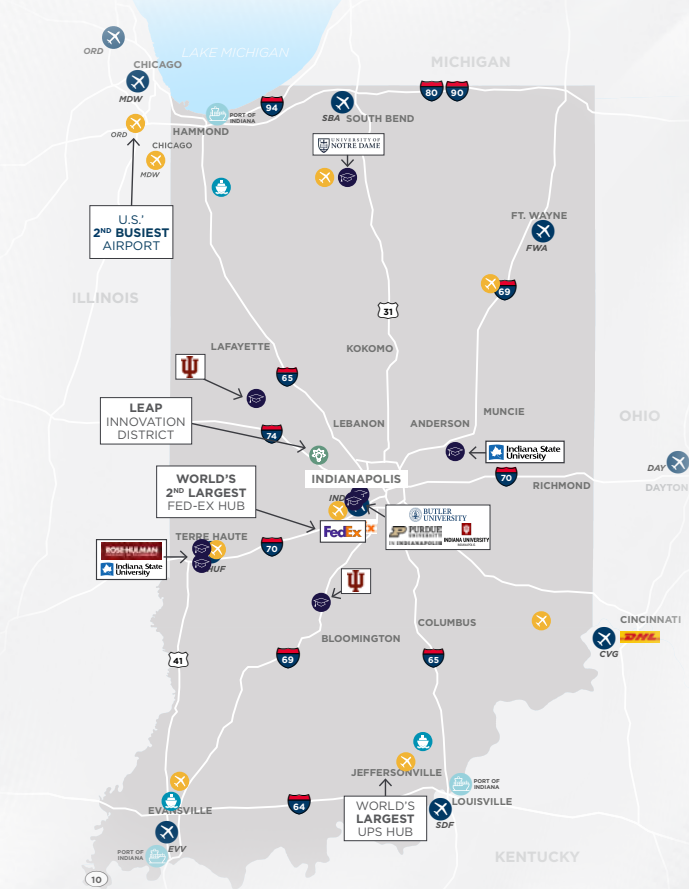 ORD
LAKE MICHIGAN
MICHIGAN
CHICAGO
MDW
80
90
94
SBA SOUTH BEND
PORT OF
INDIANA
ORD
HAMMOND
CHICAGO
MDW
UNIVERSITY OF
NOTRE DAME
U.S.'
2ND BUSIEST
AIRPORT
FT. WAYNE
FWA
69
ILLINOIS
31
LAFAYETTE
KOKOMO
65
LEAP
INNOVATION
DISTRICT
MUNCIE
OHIO
LEBANON
ANDERSON
74
Indiana State
University
DAY
DAYTON
70
RICHMOND
INDIANAPOLIS
WORLD'S
2ND LARGEST
FED-EX HUB
IND
BUTLER
UNIVERSITY
PURDUE
UNIVERSITY
IN INDIANAPOLIS
INDIANA UNIVERSITY
INDIANAPOLIS
FedEx
x
TERRE HAUTE
ROSE-HULMAN
Indiana State
University
HUF
70
BLOOMINGTON
COLUMBUS
CINCINNATI
DHL
CVG
41
69
65
JEFFERSONVILLE
PORT OF
INDIANA
LOUISVILLE
SDF
WORLD'S
LARGEST
UPS HUB
64
EVANSVILLE
EVV
PORT OF
INDIANA
KENTUCKY
10